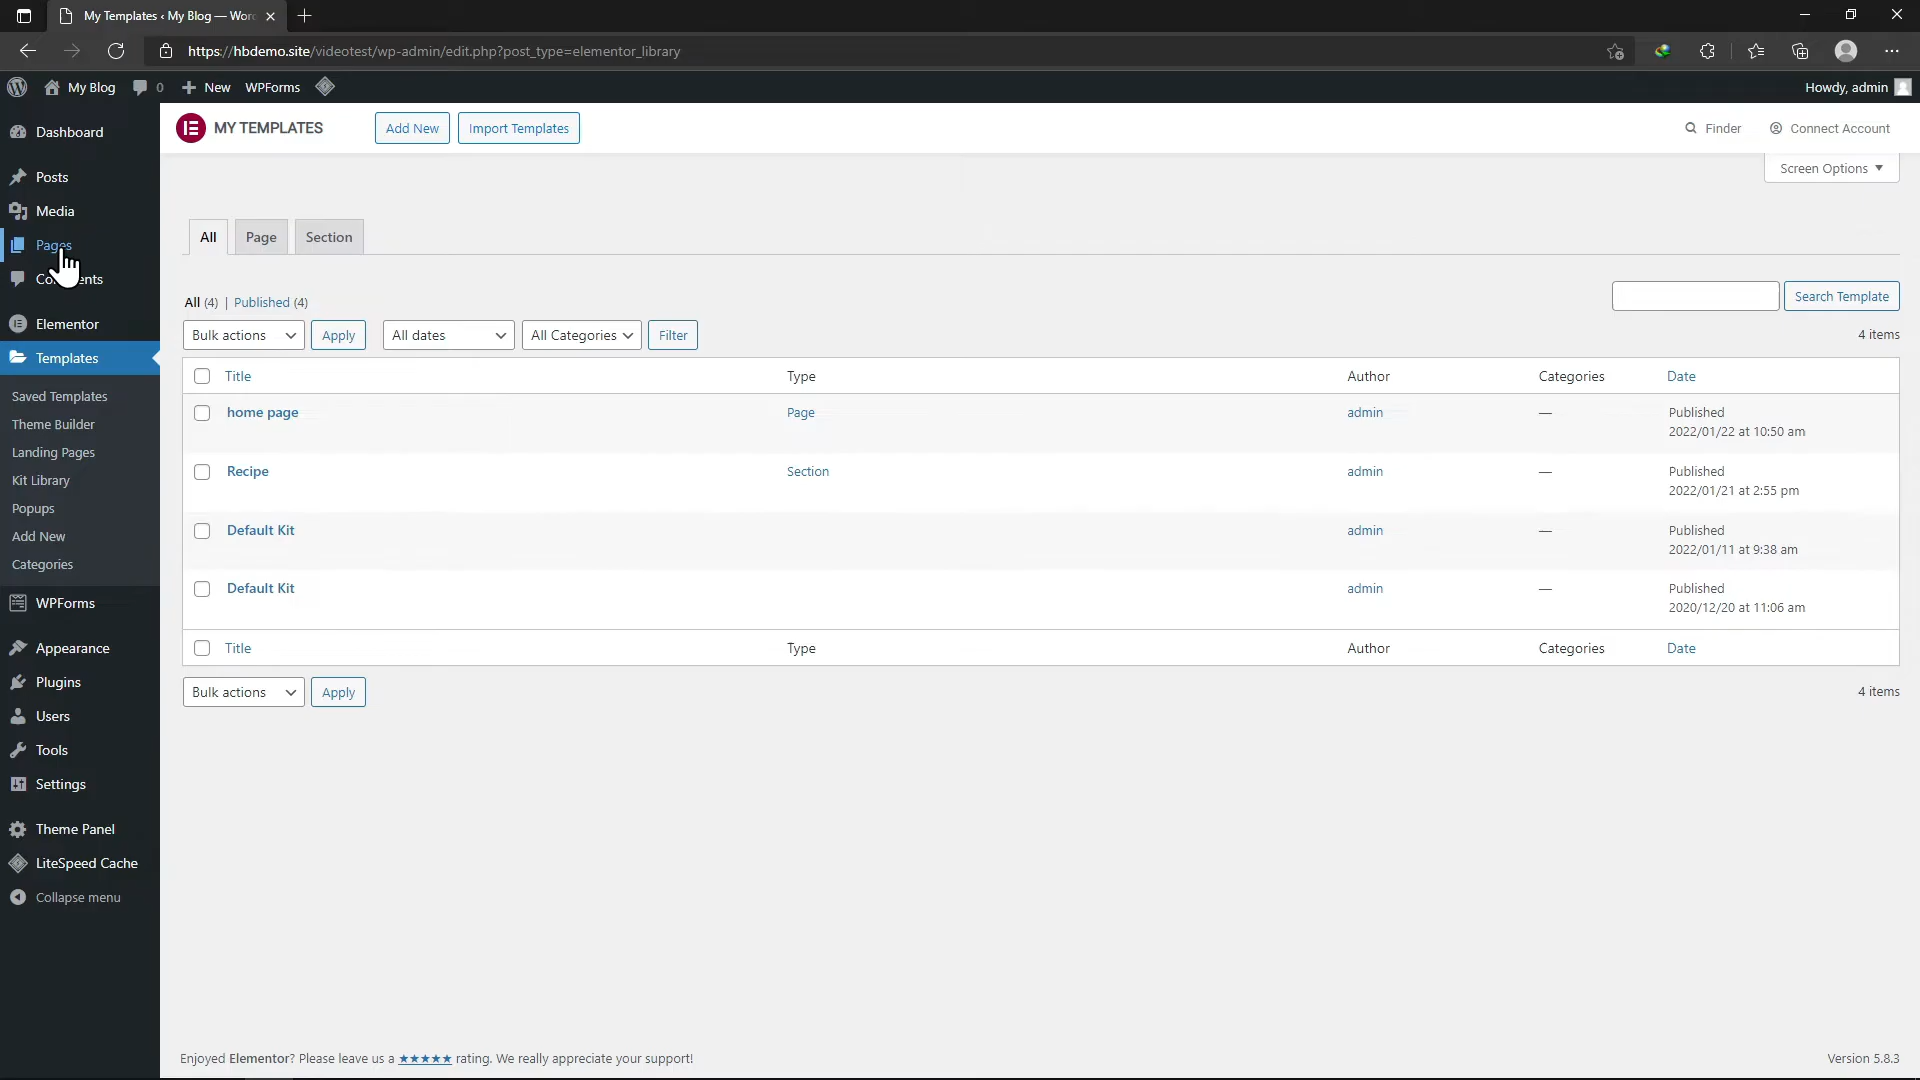 My Templates ‹ My Blog — Wor
https://hbdemo.site/videotest/wp-admin/edit.php?post_type=elementor_library
My Blog 0 New WPForms Howdy, admin
Dashboard
Posts
Media
Pages
Elementor
Templates
Saved Templates
Theme Builder
Landing Pages
Kit Library
Popups
Add New
Categories
WPForms
Appearance
Plugins
Users
Tools
Settings
Theme Panel
LiteSpeed Cache
Collapse menu
MY TEMPLATES Add New Import Templates Finder Connect Account
Screen Options
All Page Section
All (4) | Published (4) Search Template
Bulk actions Apply All dates All Categories Filter 4 items
Title Type Author Categories Date
home page Page admin — Published
2022/01/22 at 10:50 am
Recipe Section admin — Published
2022/01/21 at 2:55 pm
Default Kit admin — Published
2022/01/11 at 9:38 am
Default Kit admin — Published
2020/12/20 at 11:06 am
Title Type Author Categories Date
Bulk actions Apply 4 items
Enjoyed Elementor? Please leave us a ★★★★★ rating. We really appreciate your support! Version 5.8.3